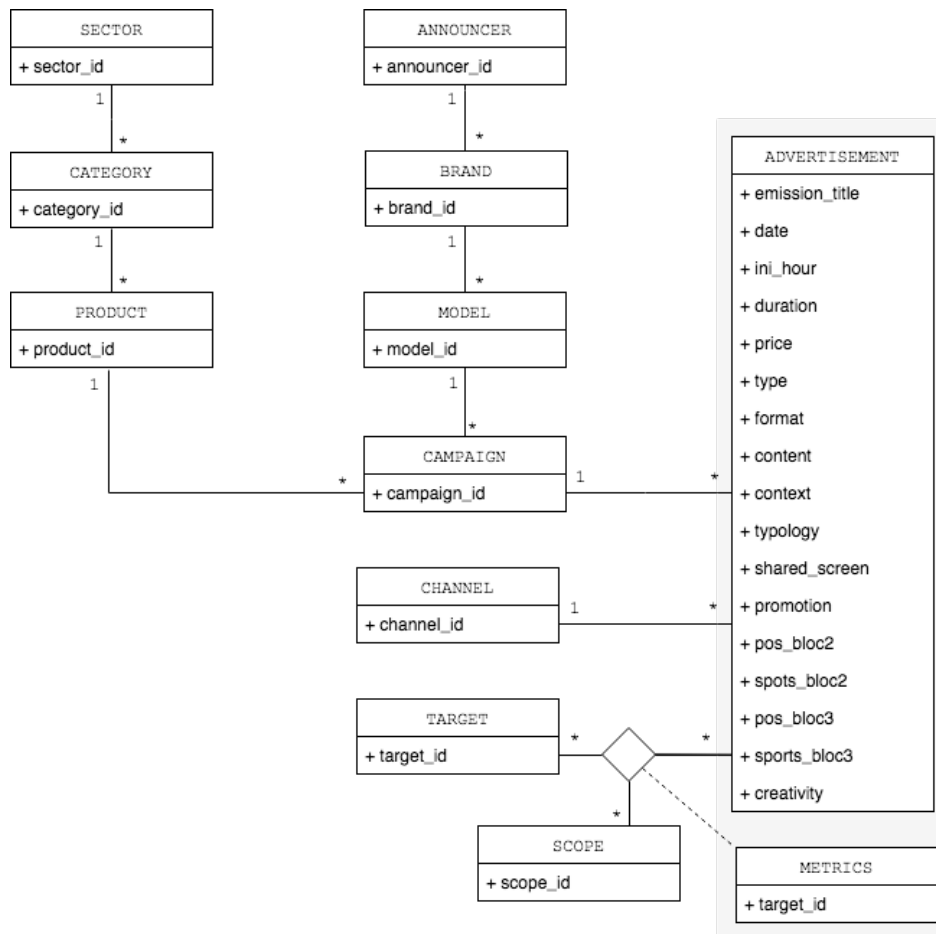 SECTOR
+ sector_id
1
*
CATEGORY
+ category_id
1
*
PRODUCT
+ product_id
1
*
ANNOUNCER
+ announcer_id
1
*
BRAND
+ brand_id
1
*
MODEL
+ model_id
1
*
CAMPAIGN
+ campaign_id
1
*
CHANNEL
+ channel_id
1
*
TARGET
+ target_id
*
*
*
SCOPE
+ scope_id
ADVERTISEMENT
+ emission_title
+ date
+ ini_hour
+ duration
+ price
+ type
+ format
+ content
+ context
+ typology
+ shared_screen
+ promotion
+ pos_bloc2
+ spots_bloc2
+ pos_bloc3
+ sports_bloc3
+ creativity
METRICS
+ target_id